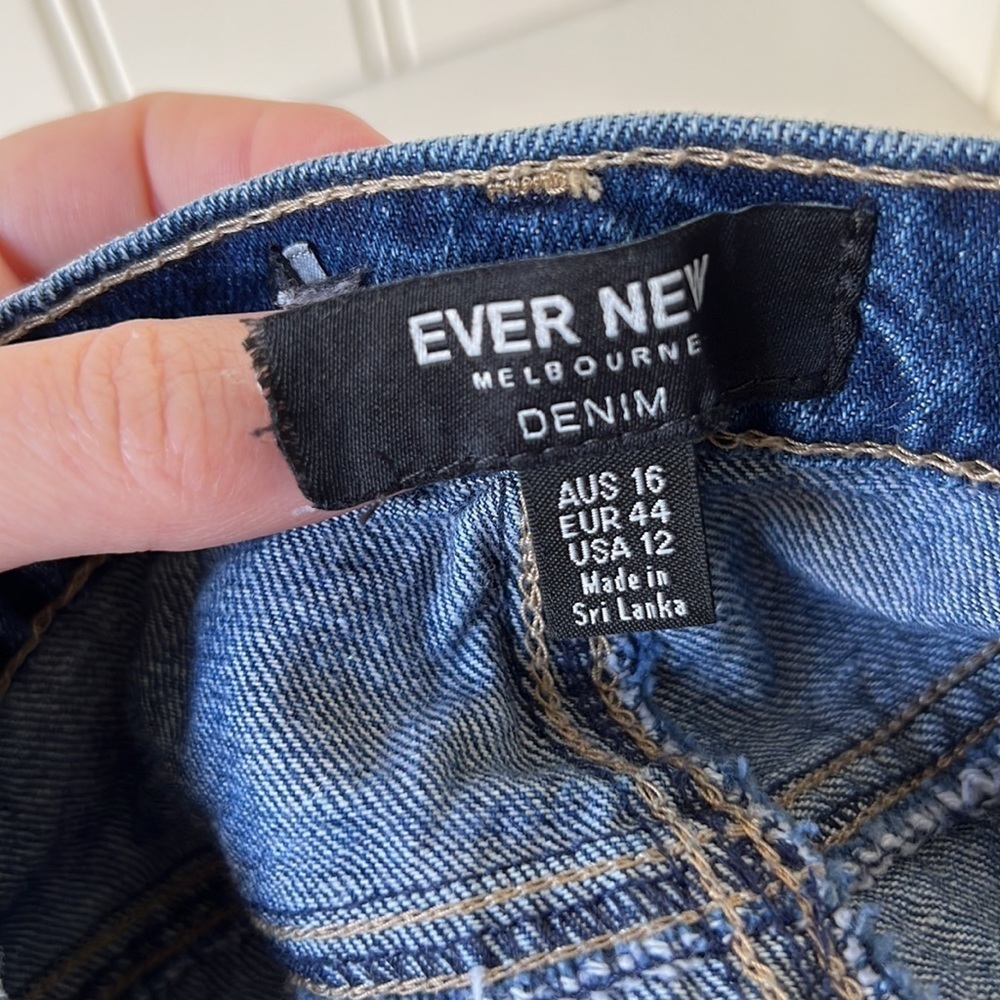 EVER NEW
MELBOURNE
DENIM
AUS 16
EUR 44
USA 12
Made in
Sri Lanka